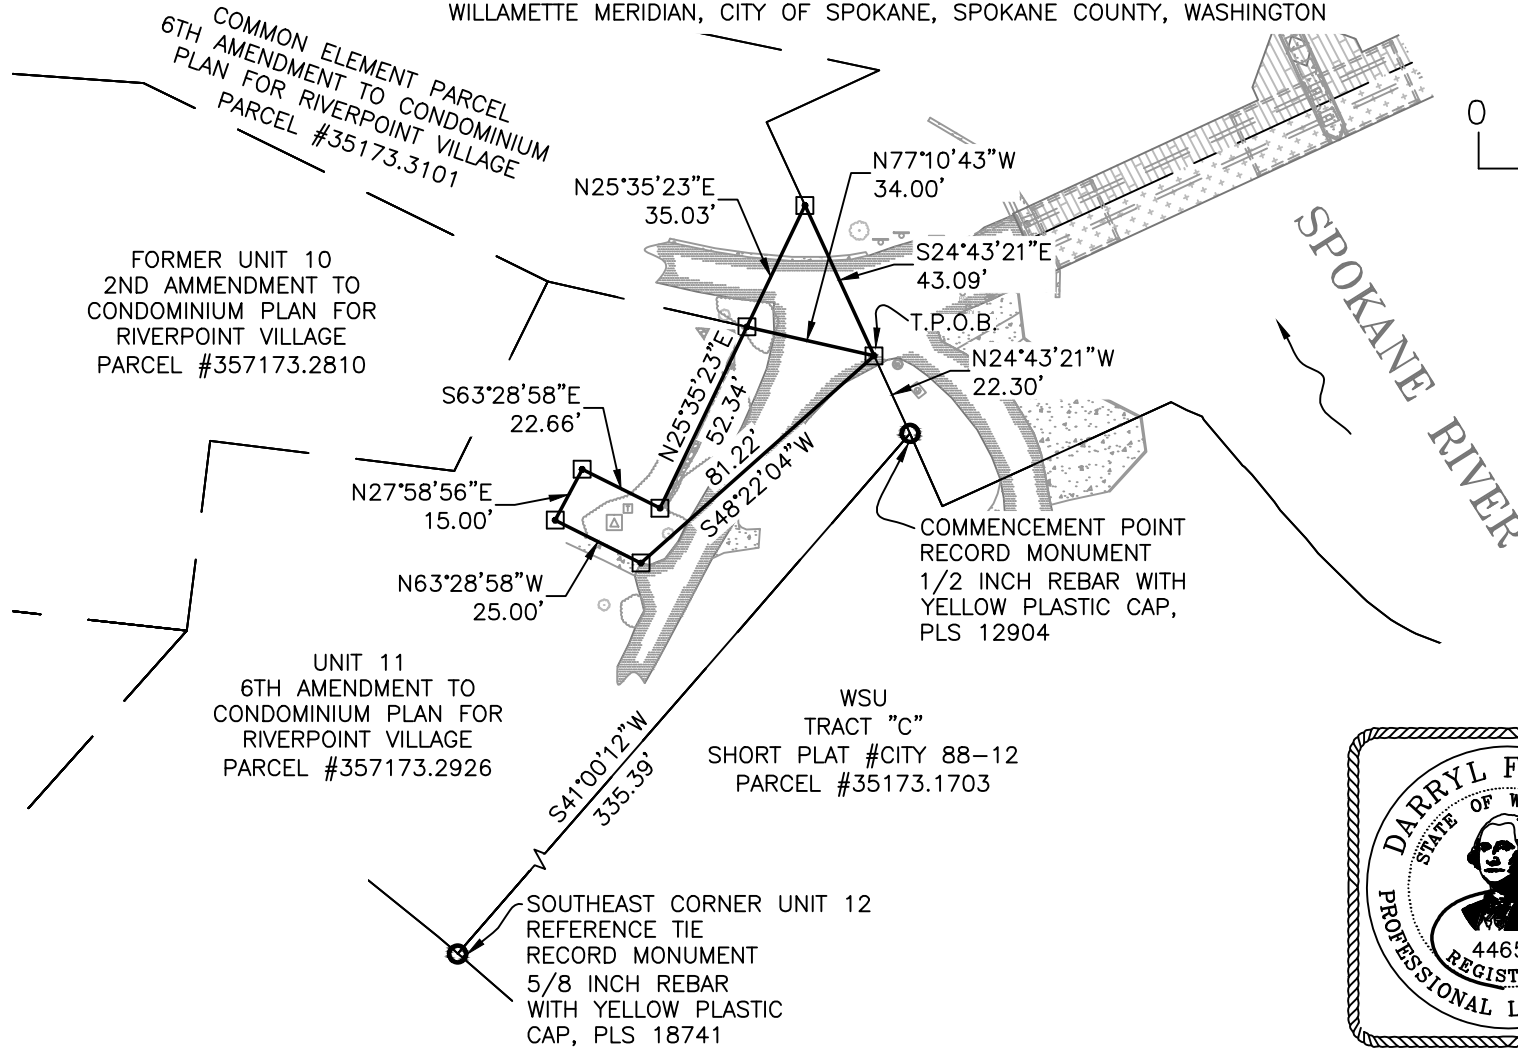 WILLAMETTE MERIDIAN, CITY OF SPOKANE, SPOKANE COUNTY, WASHINGTON
COMMON ELEMENT PARCEL
6TH AMENDMENT TO CONDOMINIUM
PLAN FOR RIVERPOINT VILLAGE
PARCEL #35173.3101
0
N77°10'43"W
34.00'
N25°35'23"E
35.03'
S24°43'21"E
43.09'
FORMER UNIT 10
2ND AMMENDMENT TO
CONDOMINIUM PLAN FOR
RIVERPOINT VILLAGE
PARCEL #357173.2810
SPOKANE RIVER
T.P.O.B.
N24°43'21"W
22.30'
N25°35'23"E
52.34'
S63°28'58"E
22.66'
81.22'
S48°22'04"W
N27°58'56"E
15.00'
N63°28'58"W
25.00'
COMMENCEMENT POINT
RECORD MONUMENT
1/2 INCH REBAR WITH
YELLOW PLASTIC CAP,
PLS 12904
UNIT 11
6TH AMENDMENT TO
CONDOMINIUM PLAN FOR
RIVERPOINT VILLAGE
PARCEL #357173.2926
WSU
TRACT "C"
SHORT PLAT #CITY 88-12
PARCEL #35173.1703
S41°00'12"W
335.39'
SOUTHEAST CORNER UNIT 12
REFERENCE TIE
RECORD MONUMENT
5/8 INCH REBAR
WITH YELLOW PLASTIC
CAP, PLS 18741
DARRYL F
STATE OF W
4465
REGIST
PROFESSIONAL L